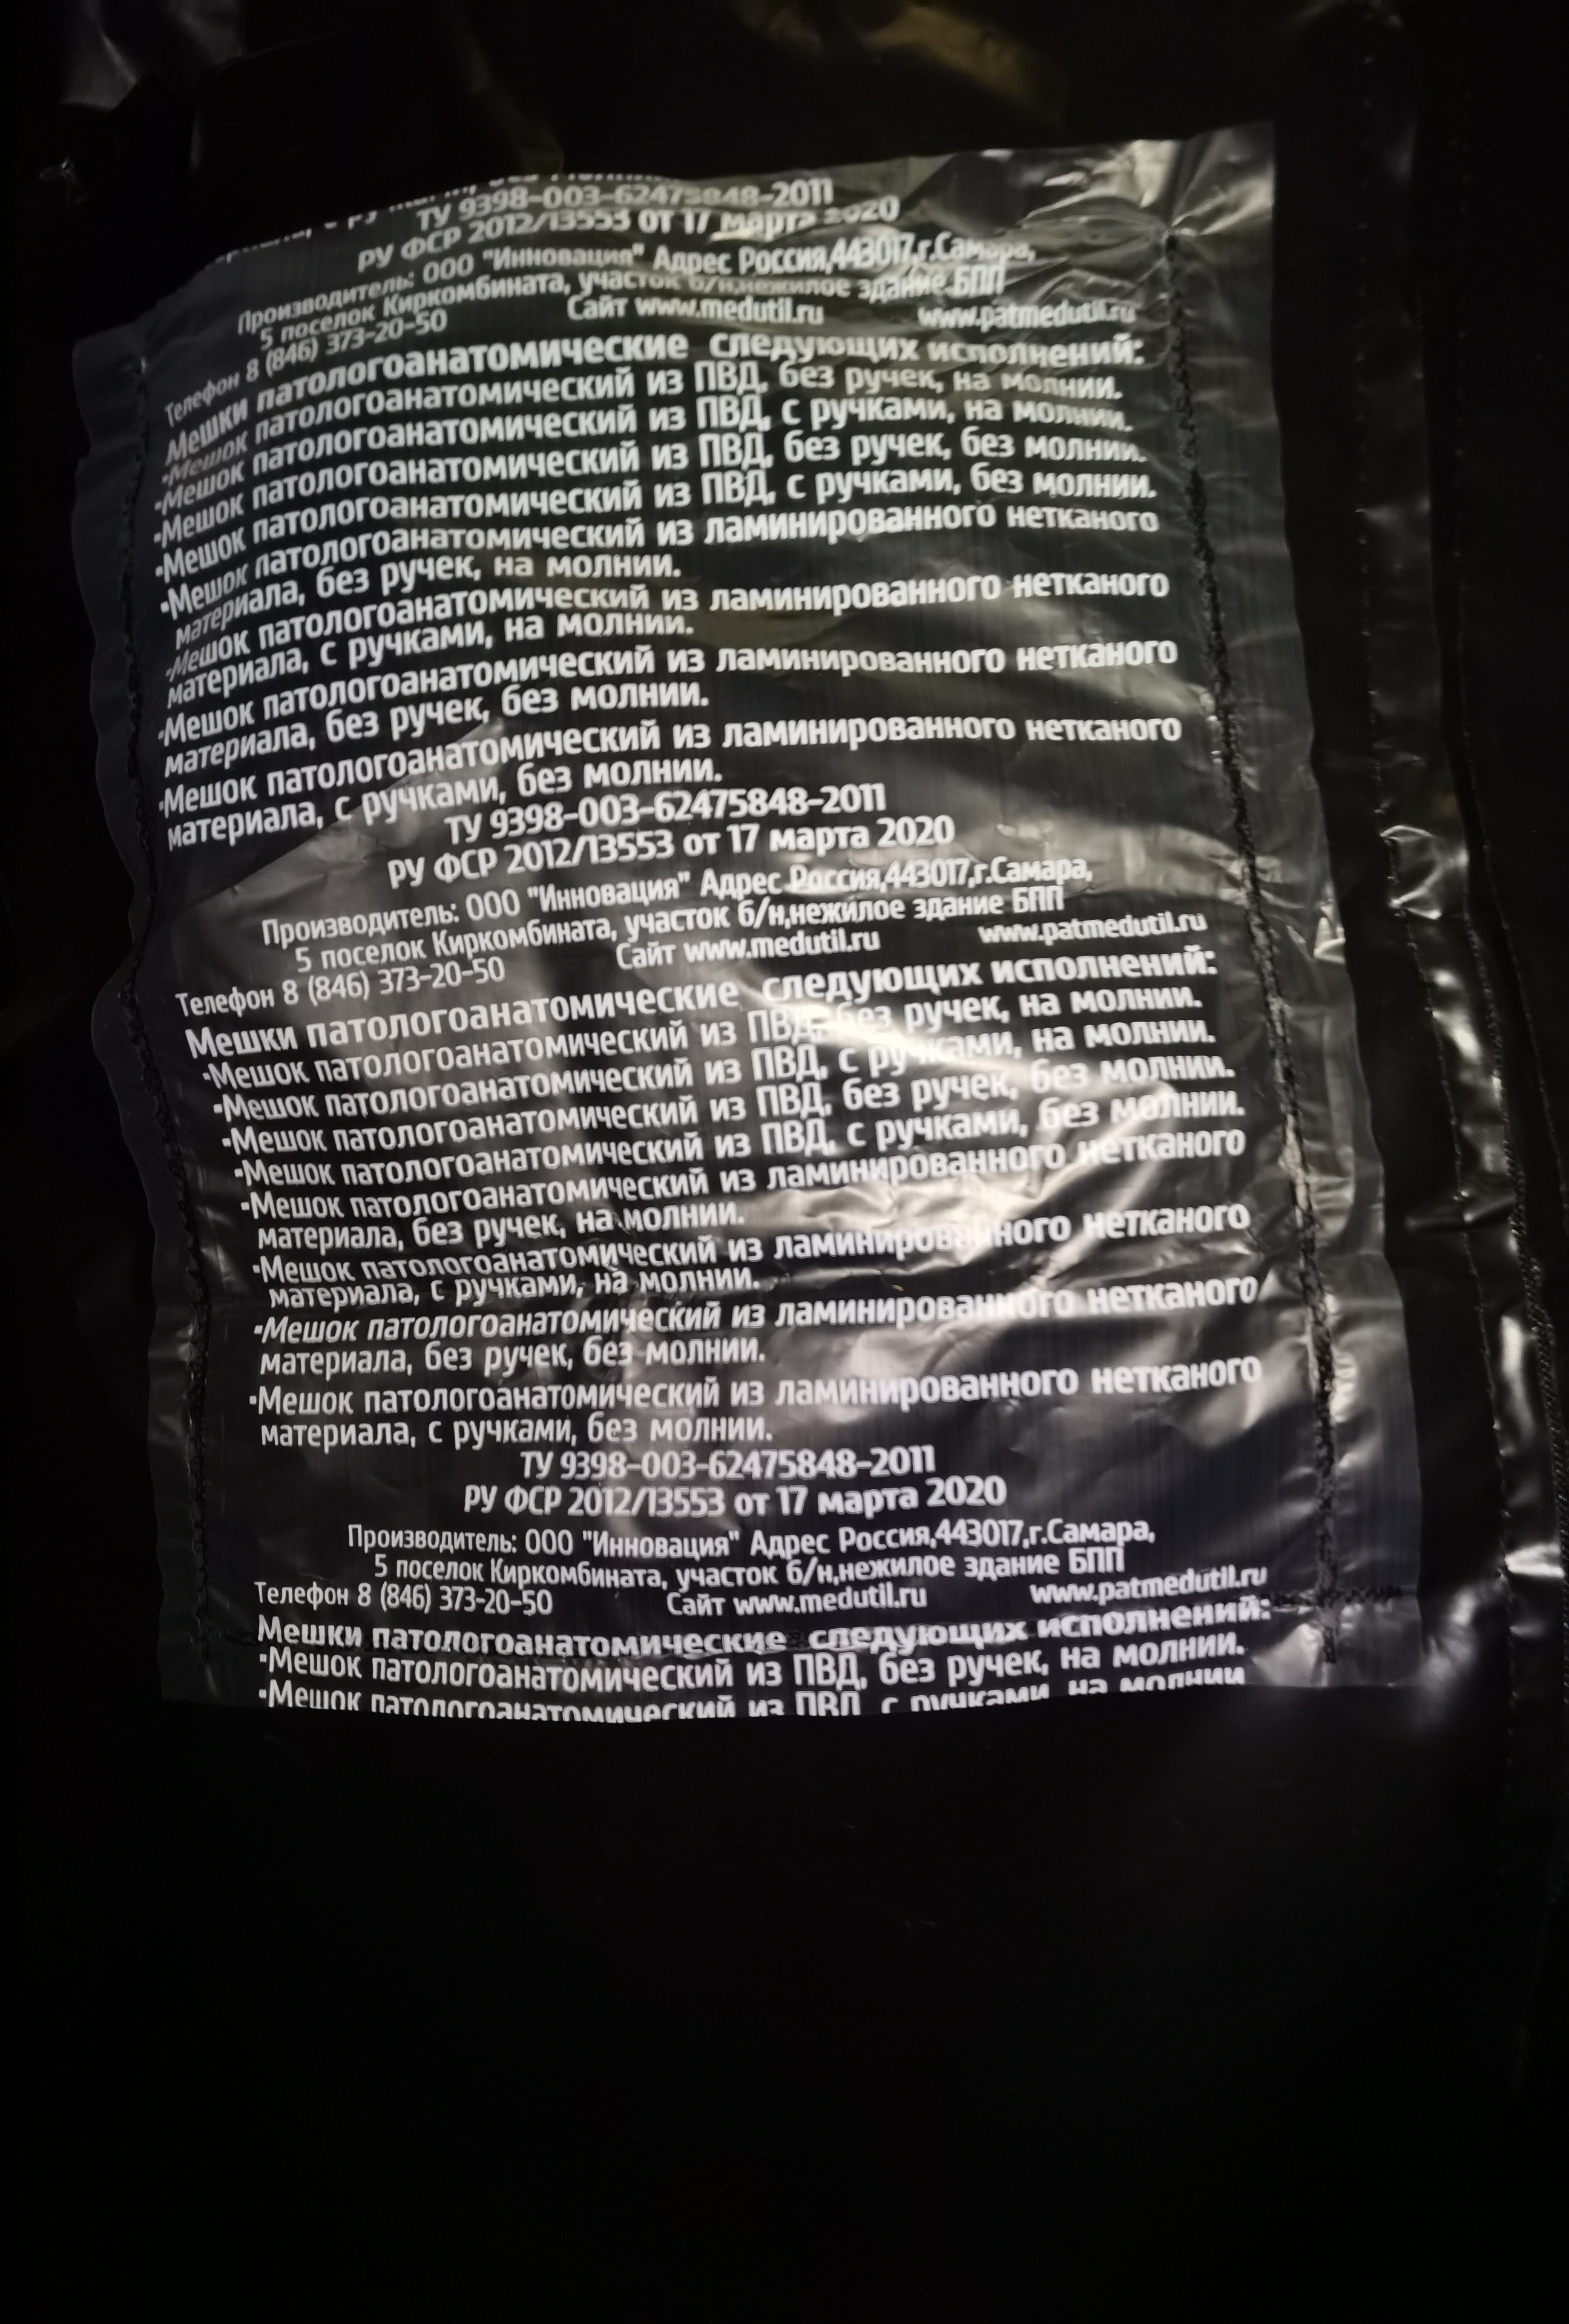 ТУ 9398-003-62475848-2011
РУ ФСР 2012/13553 от 17 марта 2020
Производитель: ООО "Инновация" Адрес Россия,443017,г.Самара,
5 поселок Киркомбината, участок б/н,нежилое здание БПП
Телефон 8 (846) 373-20-50 Сайт www.medutil.ru www.patmedutil.ru
Мешки патологоанатомические следующих исполнений:
•Мешок патологоанатомический из ПВД, без ручек, на молнии.
•Мешок патологоанатомический из ПВД, с ручками, на молнии.
•Мешок патологоанатомический из ПВД, без ручек, без молнии.
•Мешок патологоанатомический из ПВД, с ручками, без молнии.
•Мешок патологоанатомический из ламинированного нетканого
материала, без ручек, на молнии.
•Мешок патологоанатомический из ламинированного нетканого
материала, с ручками, на молнии.
•Мешок патологоанатомический из ламинированного нетканого
материала, без ручек, без молнии.
•Мешок патологоанатомический из ламинированного нетканого
материала, с ручками, без молнии.
ТУ 9398-003-62475848-2011
РУ ФСР 2012/13553 от 17 марта 2020
Производитель: ООО "Инновация" Адрес Россия,443017,г.Самара,
5 поселок Киркомбината, участок б/н,нежилое здание БПП
Телефон 8 (846) 373-20-50 Сайт www.medutil.ru www.patmedutil.ru
Мешки патологоанатомические следующих исполнений:
•Мешок патологоанатомический из ПВД, без ручек, на молнии.
•Мешок патологоанатомический из ПВД, с ручками, на молнии.
•Мешок патологоанатомический из ПВД, без ручек, без молнии.
•Мешок патологоанатомический из ПВД, с ручками, без молнии.
•Мешок патологоанатомический из ламинированного нетканого
материала, без ручек, на молнии.
•Мешок патологоанатомический из ламинированного нетканого
материала, с ручками, на молнии.
•Мешок патологоанатомический из ламинированного нетканого
материала, без ручек, без молнии.
•Мешок патологоанатомический из ламинированного нетканого
материала, с ручками, без молнии.
ТУ 9398-003-62475848-2011
РУ ФСР 2012/13553 от 17 марта 2020
Производитель: ООО "Инновация" Адрес Россия,443017,г.Самара,
5 поселок Киркомбината, участок б/н,нежилое здание БПП
Телефон 8 (846) 373-20-50 Сайт www.medutil.ru www.patmedutil.ru
Мешки патологоанатомические следующих исполнений:
•Мешок патологоанатомический из ПВД, без ручек, на молнии.
•Мешок патологоанатомический из ПВД, с ручками, на молнии